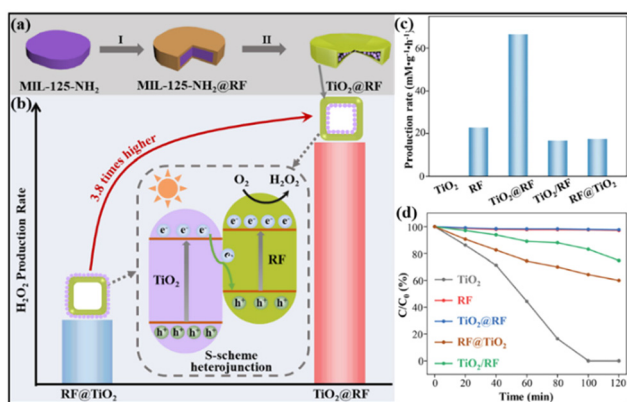 (a)
I
II
MIL-125-NH₂
MIL-125-NH₂@RF
TiO₂@RF
(b)
H₂O₂ Production Rate
3.8 times higher
O₂
H₂O₂
e⁻ e⁻ e⁻
e⁻ e⁻ e⁻
e⁻
e⁻
TiO₂
RF
h⁺ h⁺ h⁺
h⁺ h⁺ h⁺ h⁺
S-scheme
heterojunction
RF@TiO₂
TiO₂@RF
(c)
Production rate (mM•g⁻¹•h⁻¹)
60
40
20
0
TiO₂
RF
TiO₂@RF
TiO₂/RF
RF@TiO₂
(d)
C/C₀ (%)
100
80
60
40
20
0
TiO₂
RF
TiO₂@RF
RF@TiO₂
TiO₂/RF
0 20 40 60 80 100 120
Time (min)